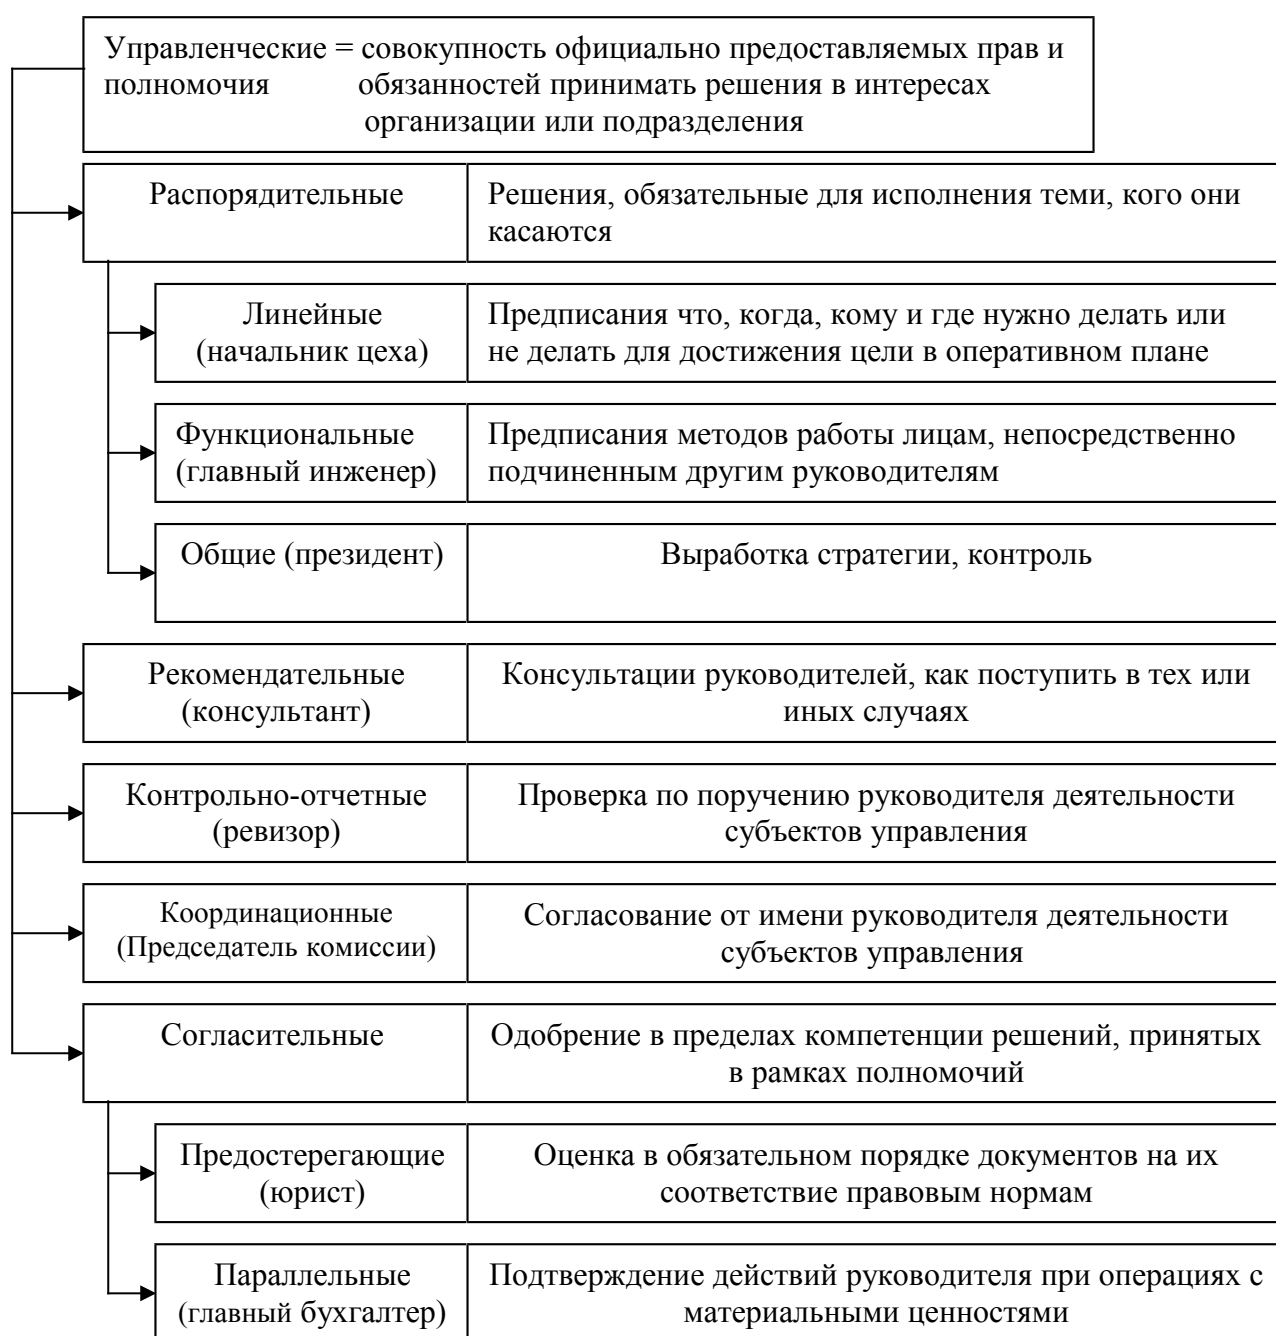 Управленческие = совокупность официально предоставляемых прав и
полномочия обязанностей принимать решения в интересах
организации или подразделения
Распорядительные
Решения, обязательные для исполнения теми, кого они
касаются
Линейные
(начальник цеха)
Предписания что, когда, кому и где нужно делать или
не делать для достижения цели в оперативном плане
Функциональные
(главный инженер)
Предписания методов работы лицам, непосредственно
подчиненным другим руководителям
Общие (президент)
Выработка стратегии, контроль
Рекомендательные
(консультант)
Консультации руководителей, как поступить в тех или
иных случаях
Контрольно-отчетные
(ревизор)
Проверка по поручению руководителя деятельности
субъектов управления
Координационные
(Председатель комиссии)
Согласование от имени руководителя деятельности
субъектов управления
Согласительные
Одобрение в пределах компетенции решений, принятых
в рамках полномочий
Предостерегающие
(юрист)
Оценка в обязательном порядке документов на их
соответствие правовым нормам
Параллельные
(главный бухгалтер)
Подтверждение действий руководителя при операциях с
материальными ценностями